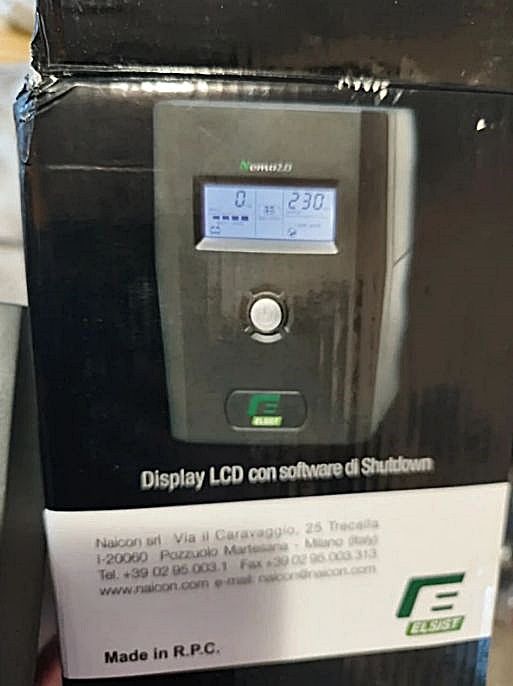 Nemo2.0
0
230
ELSIST
Display LCD con software di Shutdown
Naicon srl Via il Caravaggio, 25 Trecella
I-20060 Pozzuolo Martesana - Milano (Italy)
Tel. +39 02 95.003.1 Fax +39 02 95.003.313
www.naicon.com e-mail: naicon@naicon.com
ELSIST
Made in R.P.C.